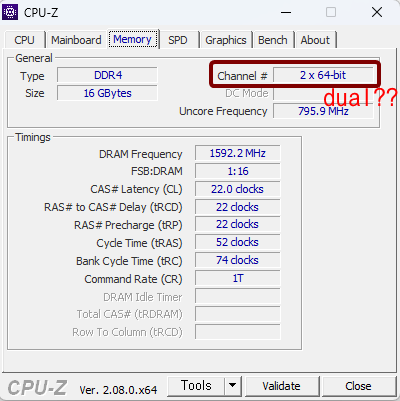 CPU-Z
CPU Mainboard Memory SPD Graphics Bench About
General
Type DDR4 Channel # 2 x 64-bit
dual??
Size 16 GBytes DC Mode
Uncore Frequency 795.9 MHz
Timings
DRAM Frequency 1592.2 MHz
FSB:DRAM 1:16
CAS# Latency (CL) 22.0 clocks
RAS# to CAS# Delay (tRCD) 22 clocks
RAS# Precharge (tRP) 22 clocks
Cycle Time (tRAS) 52 clocks
Bank Cycle Time (tRC) 74 clocks
Command Rate (CR) 1T
DRAM Idle Timer
Total CAS# (tRDRAM)
Row To Column (tRCD)
CPU-Z Ver. 2.08.0.x64 Tools Validate Close